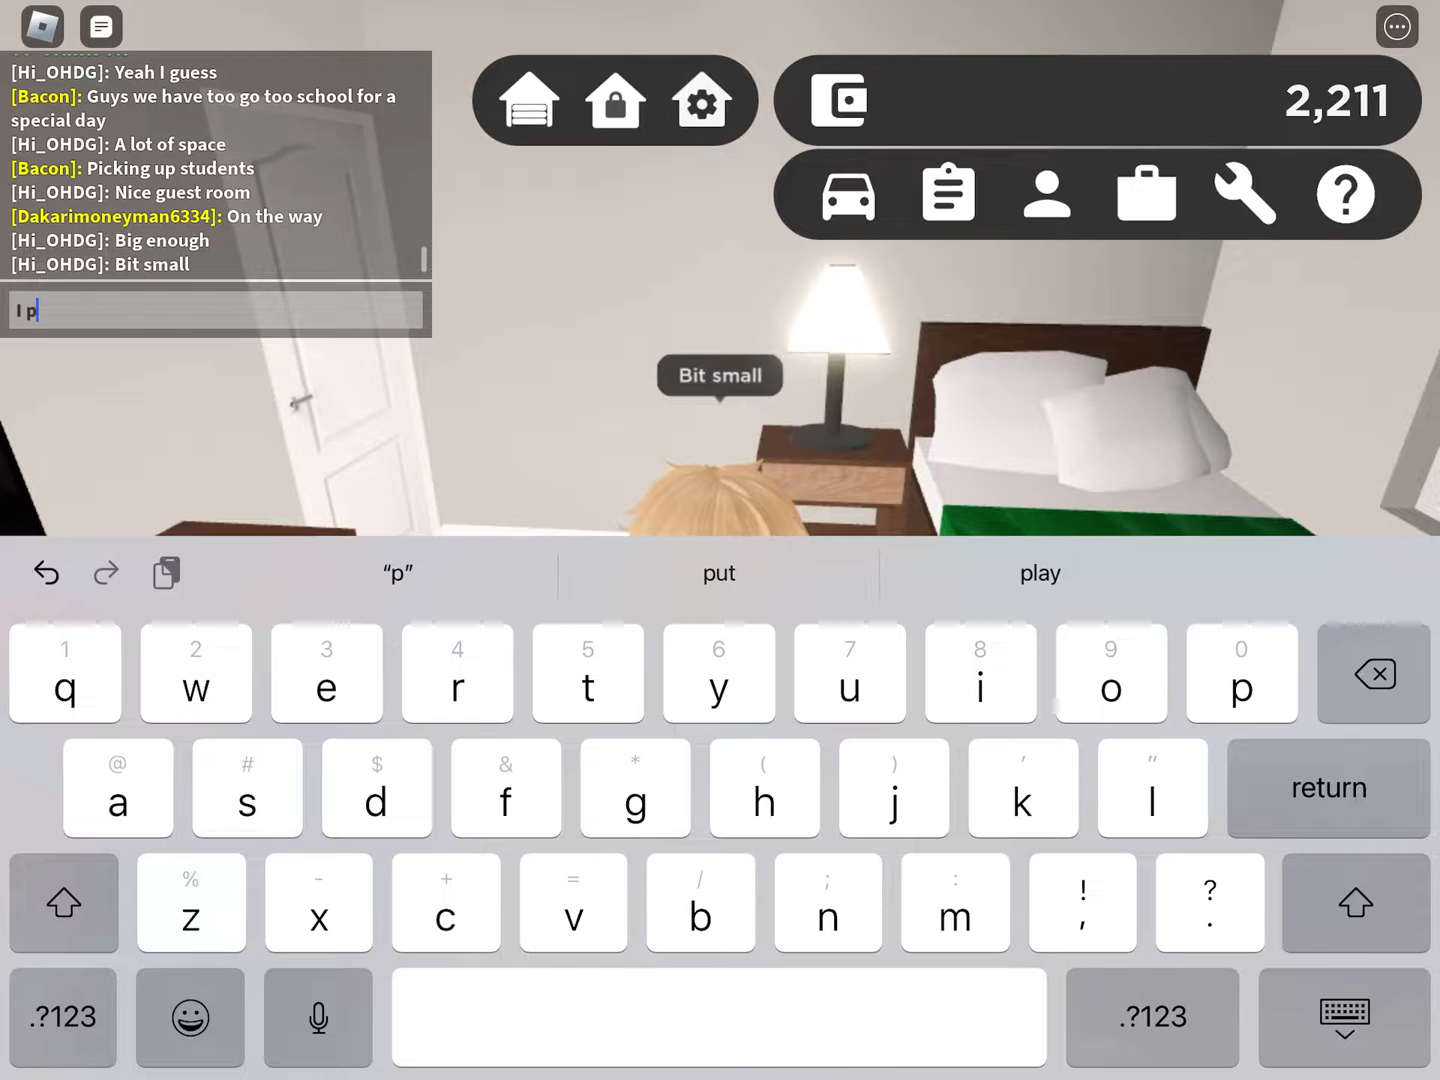 [Hi_OHDG]: Yeah I guess
[Bacon]: Guys we have too go too school for a
special day
[Hi_OHDG]: A lot of space
[Bacon]: Picking up students
[Hi_OHDG]: Nice guest room
[Dakarimoneyman6334]: On the way
[Hi_OHDG]: Big enough
[Hi_OHDG]: Bit small
I p
2,211
Bit small
“p” put play
1 2 3 4 5 6 7 8 9 0
q w e r t y u i o p
@ # $ & * ( ) ' "
a s d f g h j k l return
% - + = / ; : ! ?
z x c v b n m , .
.?123 .?123